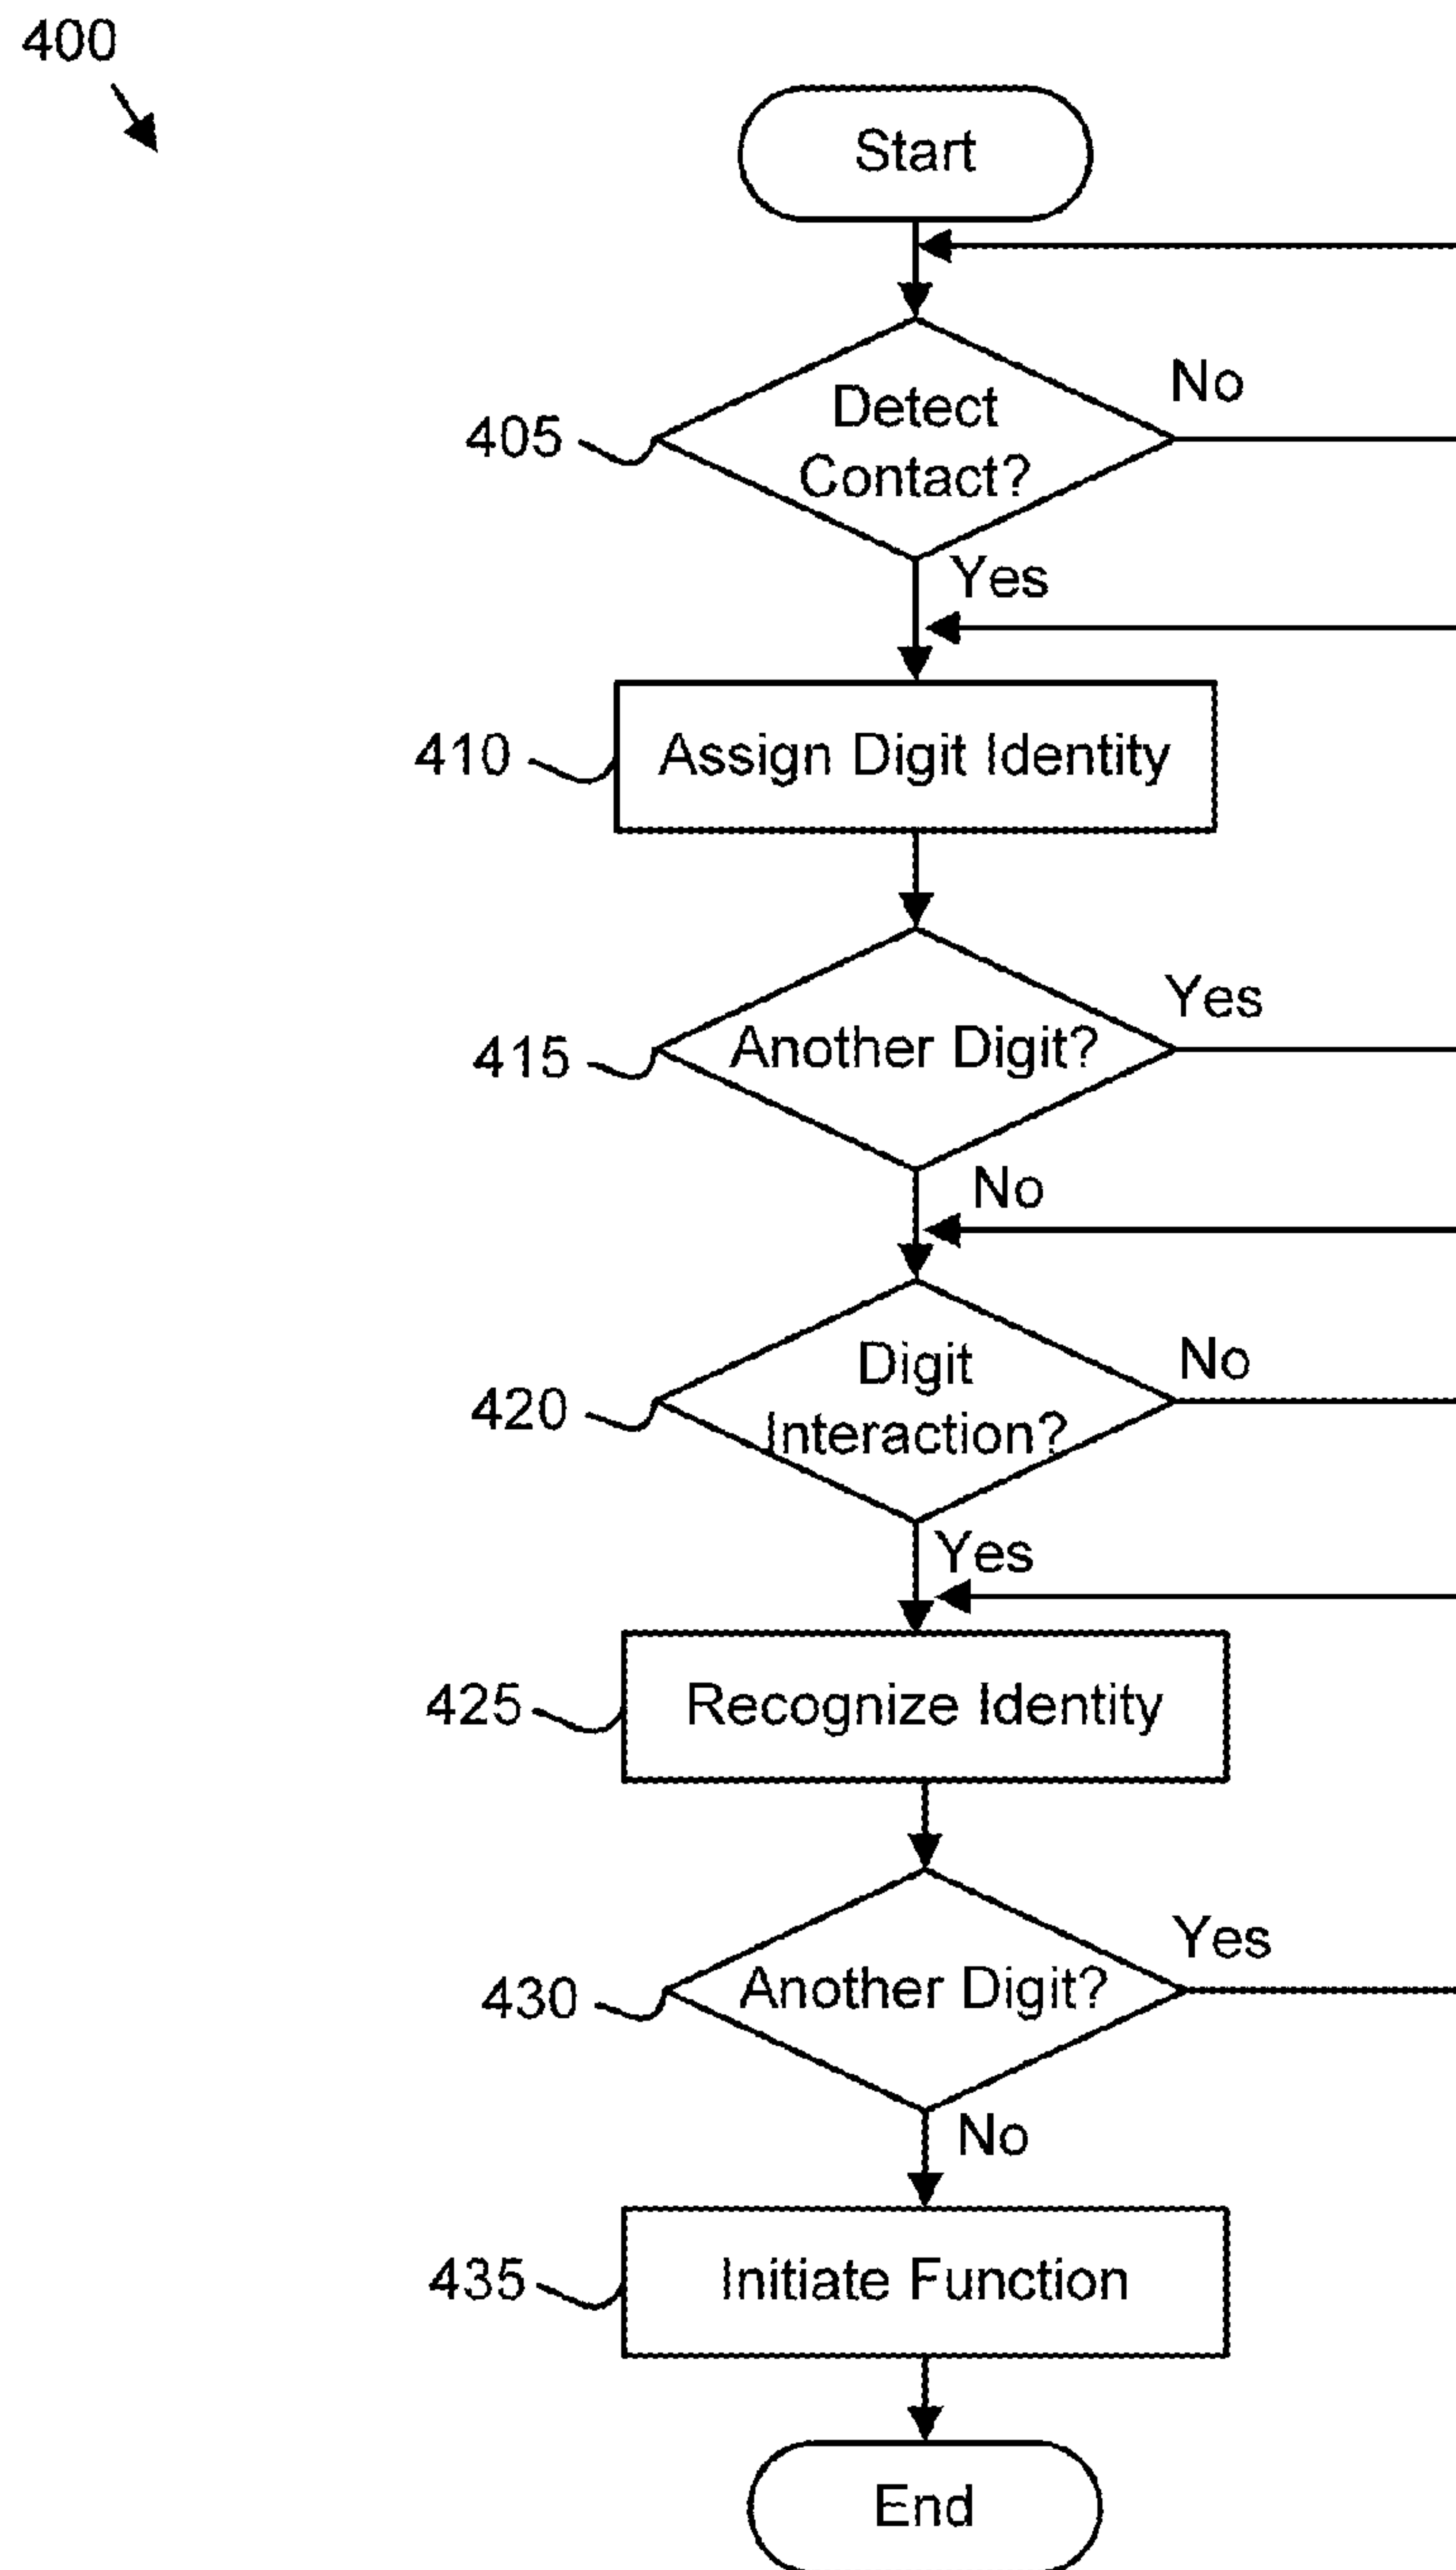 400
Start
405
Detect
Contact?
No
Yes
410
Assign Digit Identity
415
Another Digit?
Yes
No
420
Digit
Interaction?
No
Yes
425
Recognize Identity
430
Another Digit?
Yes
No
435
Initiate Function
End